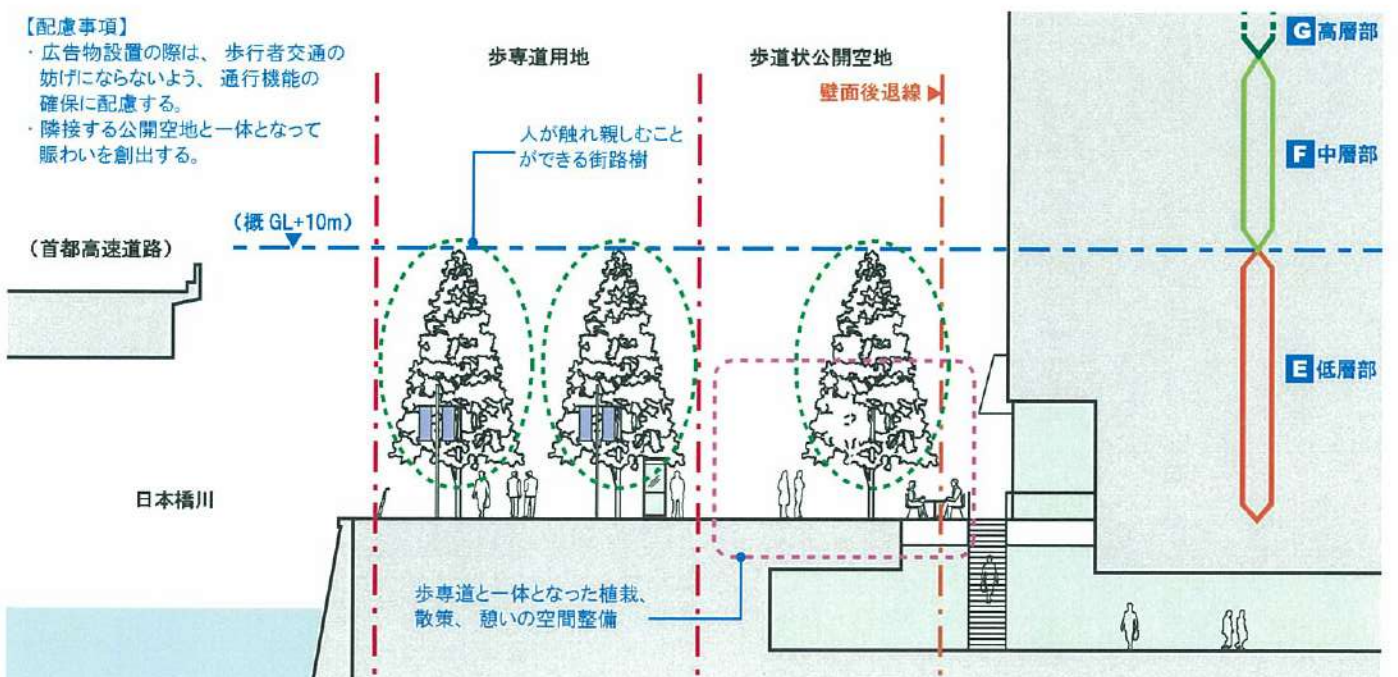 【配慮事項】
・広告物設置の際は、歩行者交通の
妨げにならないよう、通行機能の
確保に配慮する。
・隣接する公開空地と一体となって
賑わいを創出する。
歩専道用地
歩道状公開空地
壁面後退線
G 高層部
人が触れ親しむこと
ができる街路樹
F 中層部
(概 GL+10m)
(首都高速道路)
E 低層部
日本橋川
歩専道と一体となった植栽、
散策、憩いの空間整備